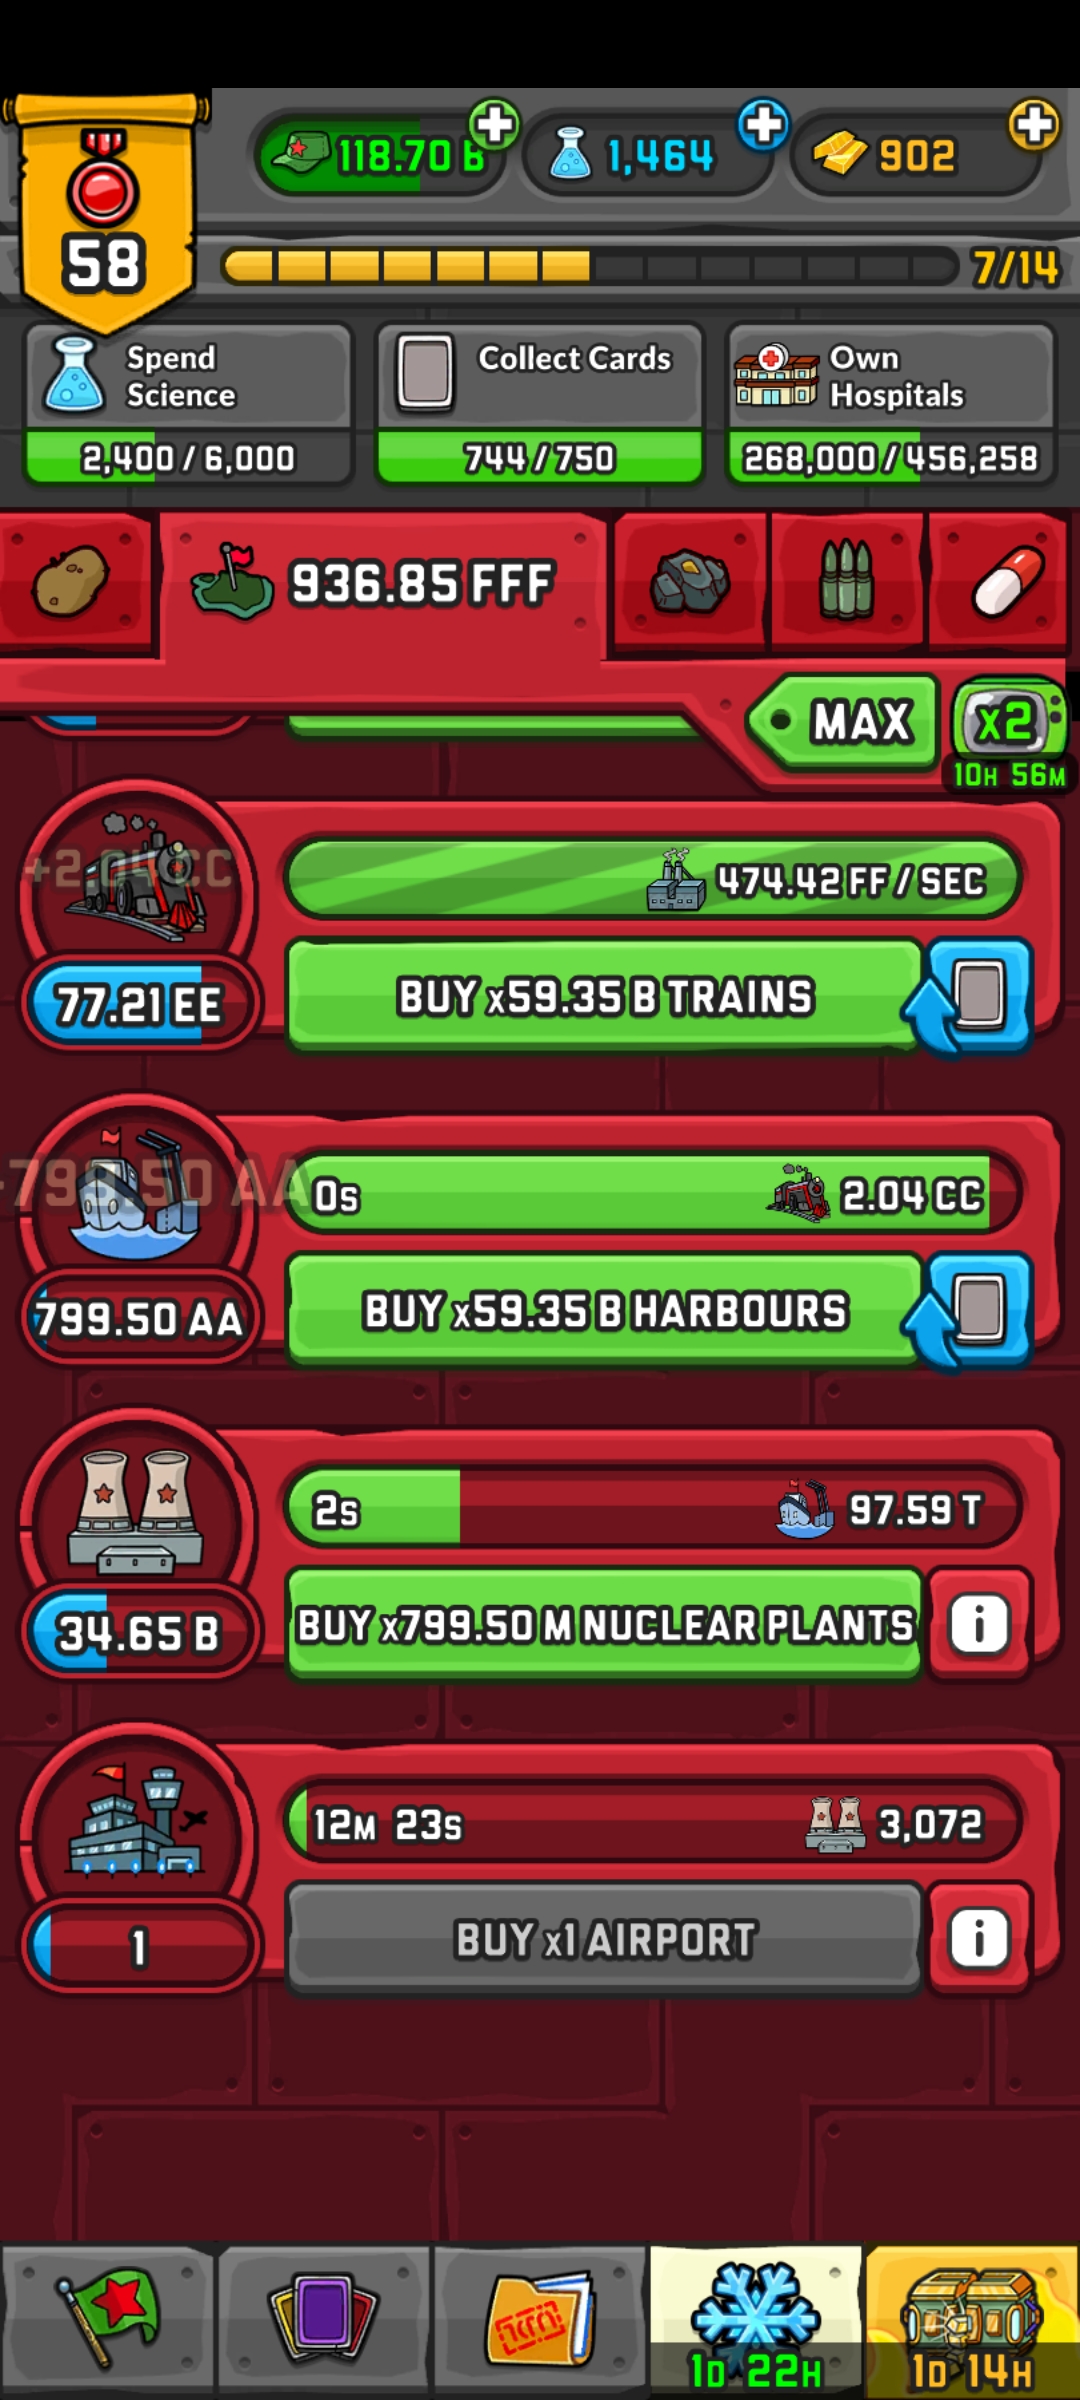 58
118.70 B
1,464
902
7/14
Spend
Science
2,400 / 6,000
Collect Cards
744 / 750
Own
Hospitals
268,000 / 456,258
936.85 FFF
MAX
x2
10H 56M
+2.04 CC
474.42 FF / SEC
77.21 EE
BUY x59.35 B TRAINS
-799.50 AA
0s
2.04 CC
799.50 AA
BUY x59.35 B HARBOURS
2s
97.59 T
34.65 B
BUY x799.50 M NUCLEAR PLANTS
i
12M 23s
3,072
1
BUY x1 AIRPORT
i
1D 22H
1D 14H